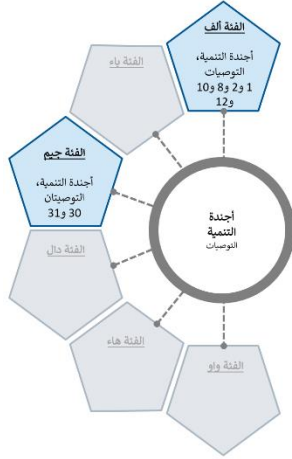 الفئة ألف
أجندة التنمية،
التوصيات
1 و2 و8 و10
و12
الفئة باء
الفئة جيم
أجندة التنمية،
التوصيتان
30 و31
أجندة
التنمية
التوصيات
الفئة دال
الفئة هاء
الفئة واو